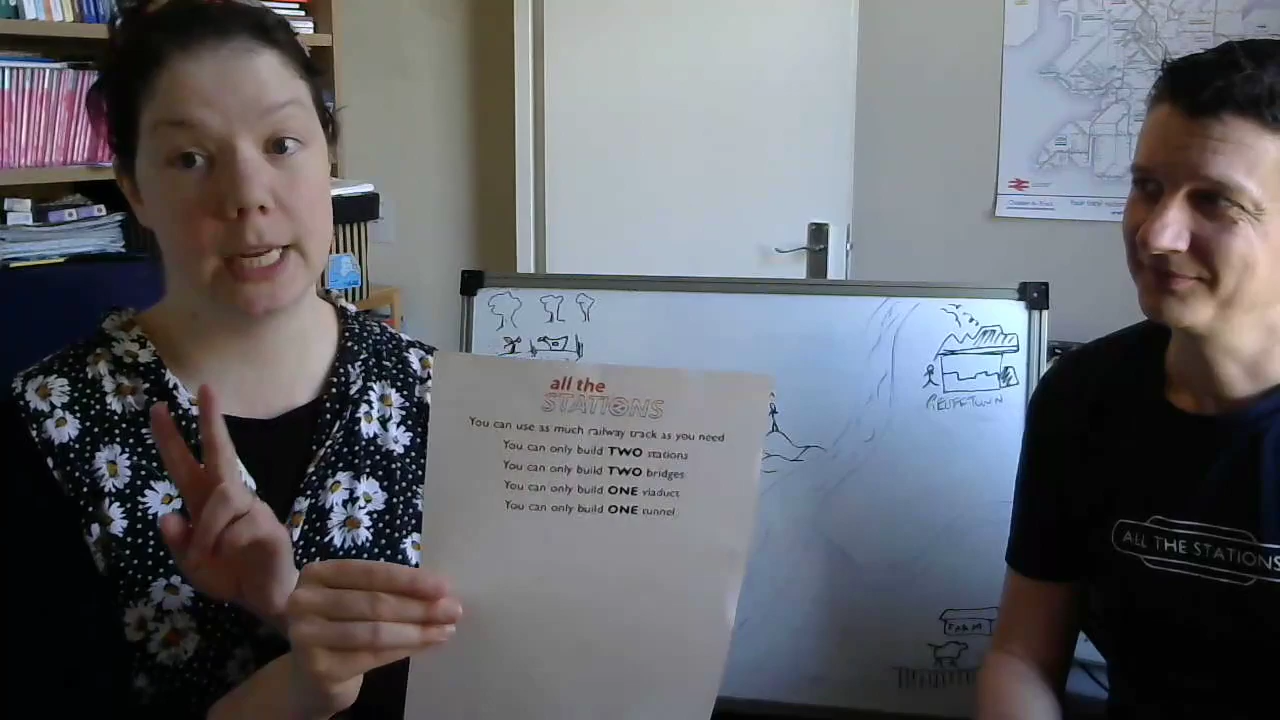 all the
STATIONS
You can use as much railway track as you need
You can only build TWO stations
You can only build TWO bridges
You can only build ONE viaduct
You can only build ONE tunnel
FARM
ALL THE STATIONS